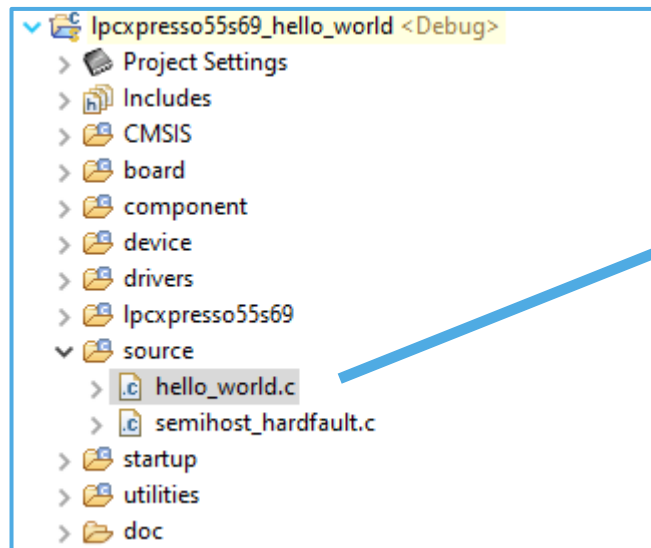 lpcxpresso55s69_hello_world <Debug>
Project Settings
Includes
CMSIS
board
component
device
drivers
lpcxpresso55s69
source
hello_world.c
semihost_hardfault.c
startup
utilities
doc